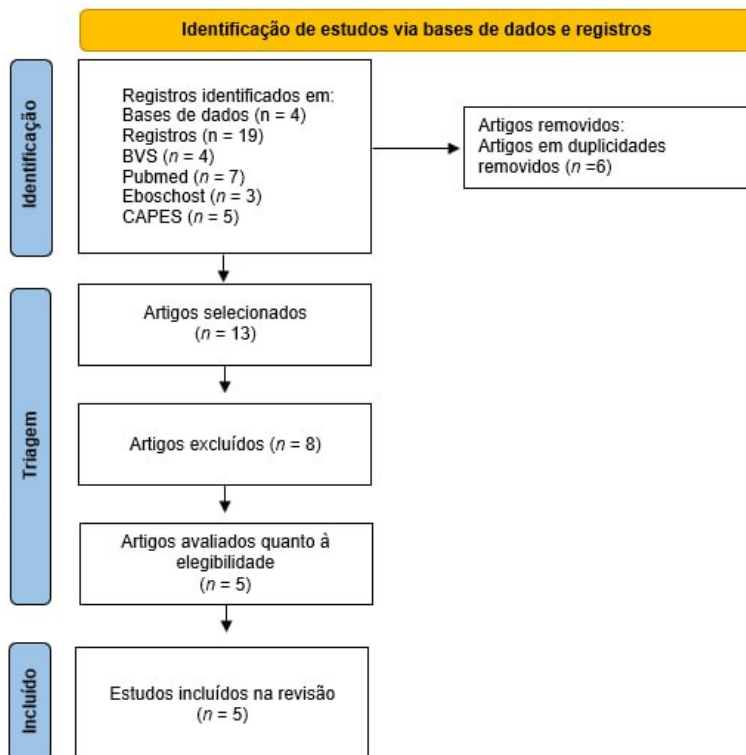 Identificação de estudos via bases de dados e registros
Identificação
Registros identificados em:
Bases de dados (n = 4)
Registros (n = 19)
BVS (n = 4)
Pubmed (n = 7)
Eboschost (n = 3)
CAPES (n = 5)
Artigos removidos:
Artigos em duplicidades
removidos (n =6)
Triagem
Artigos selecionados
(n = 13)
Artigos excluídos (n = 8)
Artigos avaliados quanto à
elegibilidade
(n = 5)
Incluído
Estudos incluídos na revisão
(n = 5)